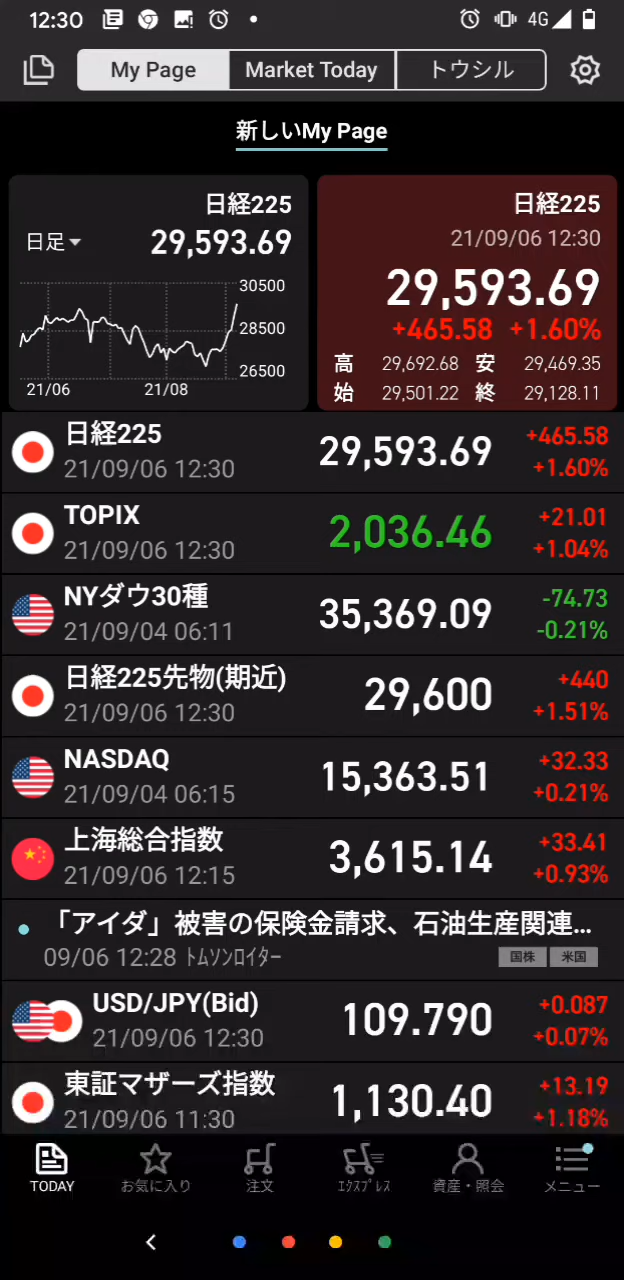 12:30
4G
My Page
Market Today
トウシル
新しいMy Page
日経225
日足
29,593.69
30500
28500
26500
21/06
21/08
日経225
21/09/06 12:30
29,593.69
+465.58 +1.60%
高 29,692.68 安 29,469.35
始 29,501.22 終 29,128.11
日経225
21/09/06 12:30
29,593.69
+465.58
+1.60%
TOPIX
21/09/06 12:30
2,036.46
+21.01
+1.04%
NYダウ30種
21/09/04 06:11
35,369.09
-74.73
-0.21%
日経225先物(期近)
21/09/06 12:30
29,600
+440
+1.51%
NASDAQ
21/09/04 06:15
15,363.51
+32.33
+0.21%
上海総合指数
21/09/06 12:15
3,615.14
+33.41
+0.93%
「アイダ」被害の保険金請求、石油生産関連...
09/06 12:28 ﾄﾑｿﾝﾛｲﾀｰ
国株
米国
USD/JPY(Bid)
21/09/06 12:30
109.790
+0.087
+0.07%
東証マザーズ指数
21/09/06 11:30
1,130.40
+13.19
+1.18%
TODAY
お気に入り
注文
ｴｸｽﾌﾟﾚｽ
資産・照会
メニュー